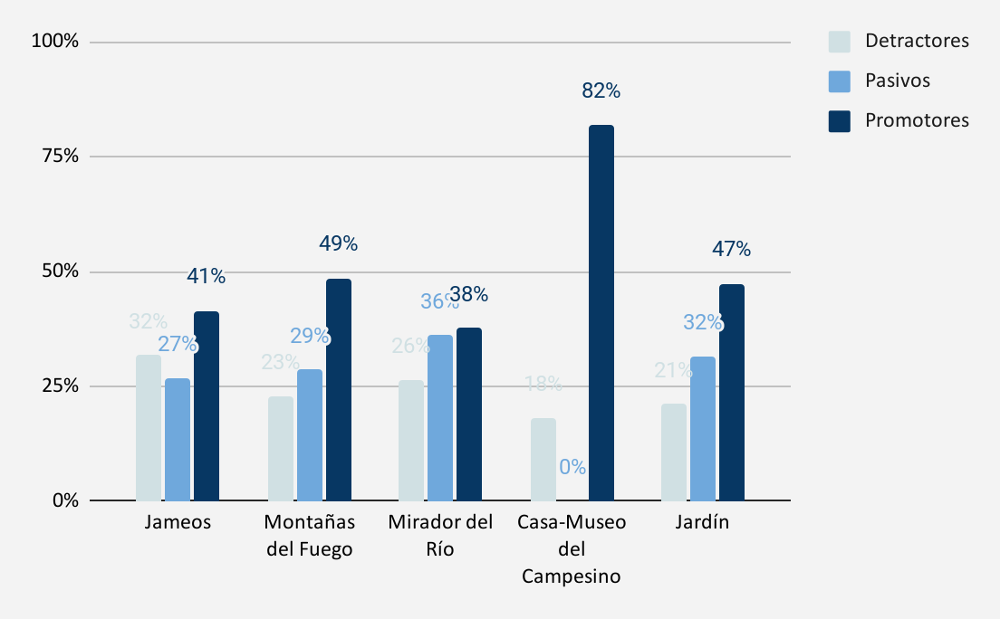 100%
75%
50%
25%
0%
32%
27%
41%
23%
29%
49%
26%
36%
38%
18%
0%
82%
21%
32%
47%
Jameos
Montañas
del Fuego
Mirador del
Río
Casa-Museo
del
Campesino
Jardín
Detractores
Pasivos
Promotores